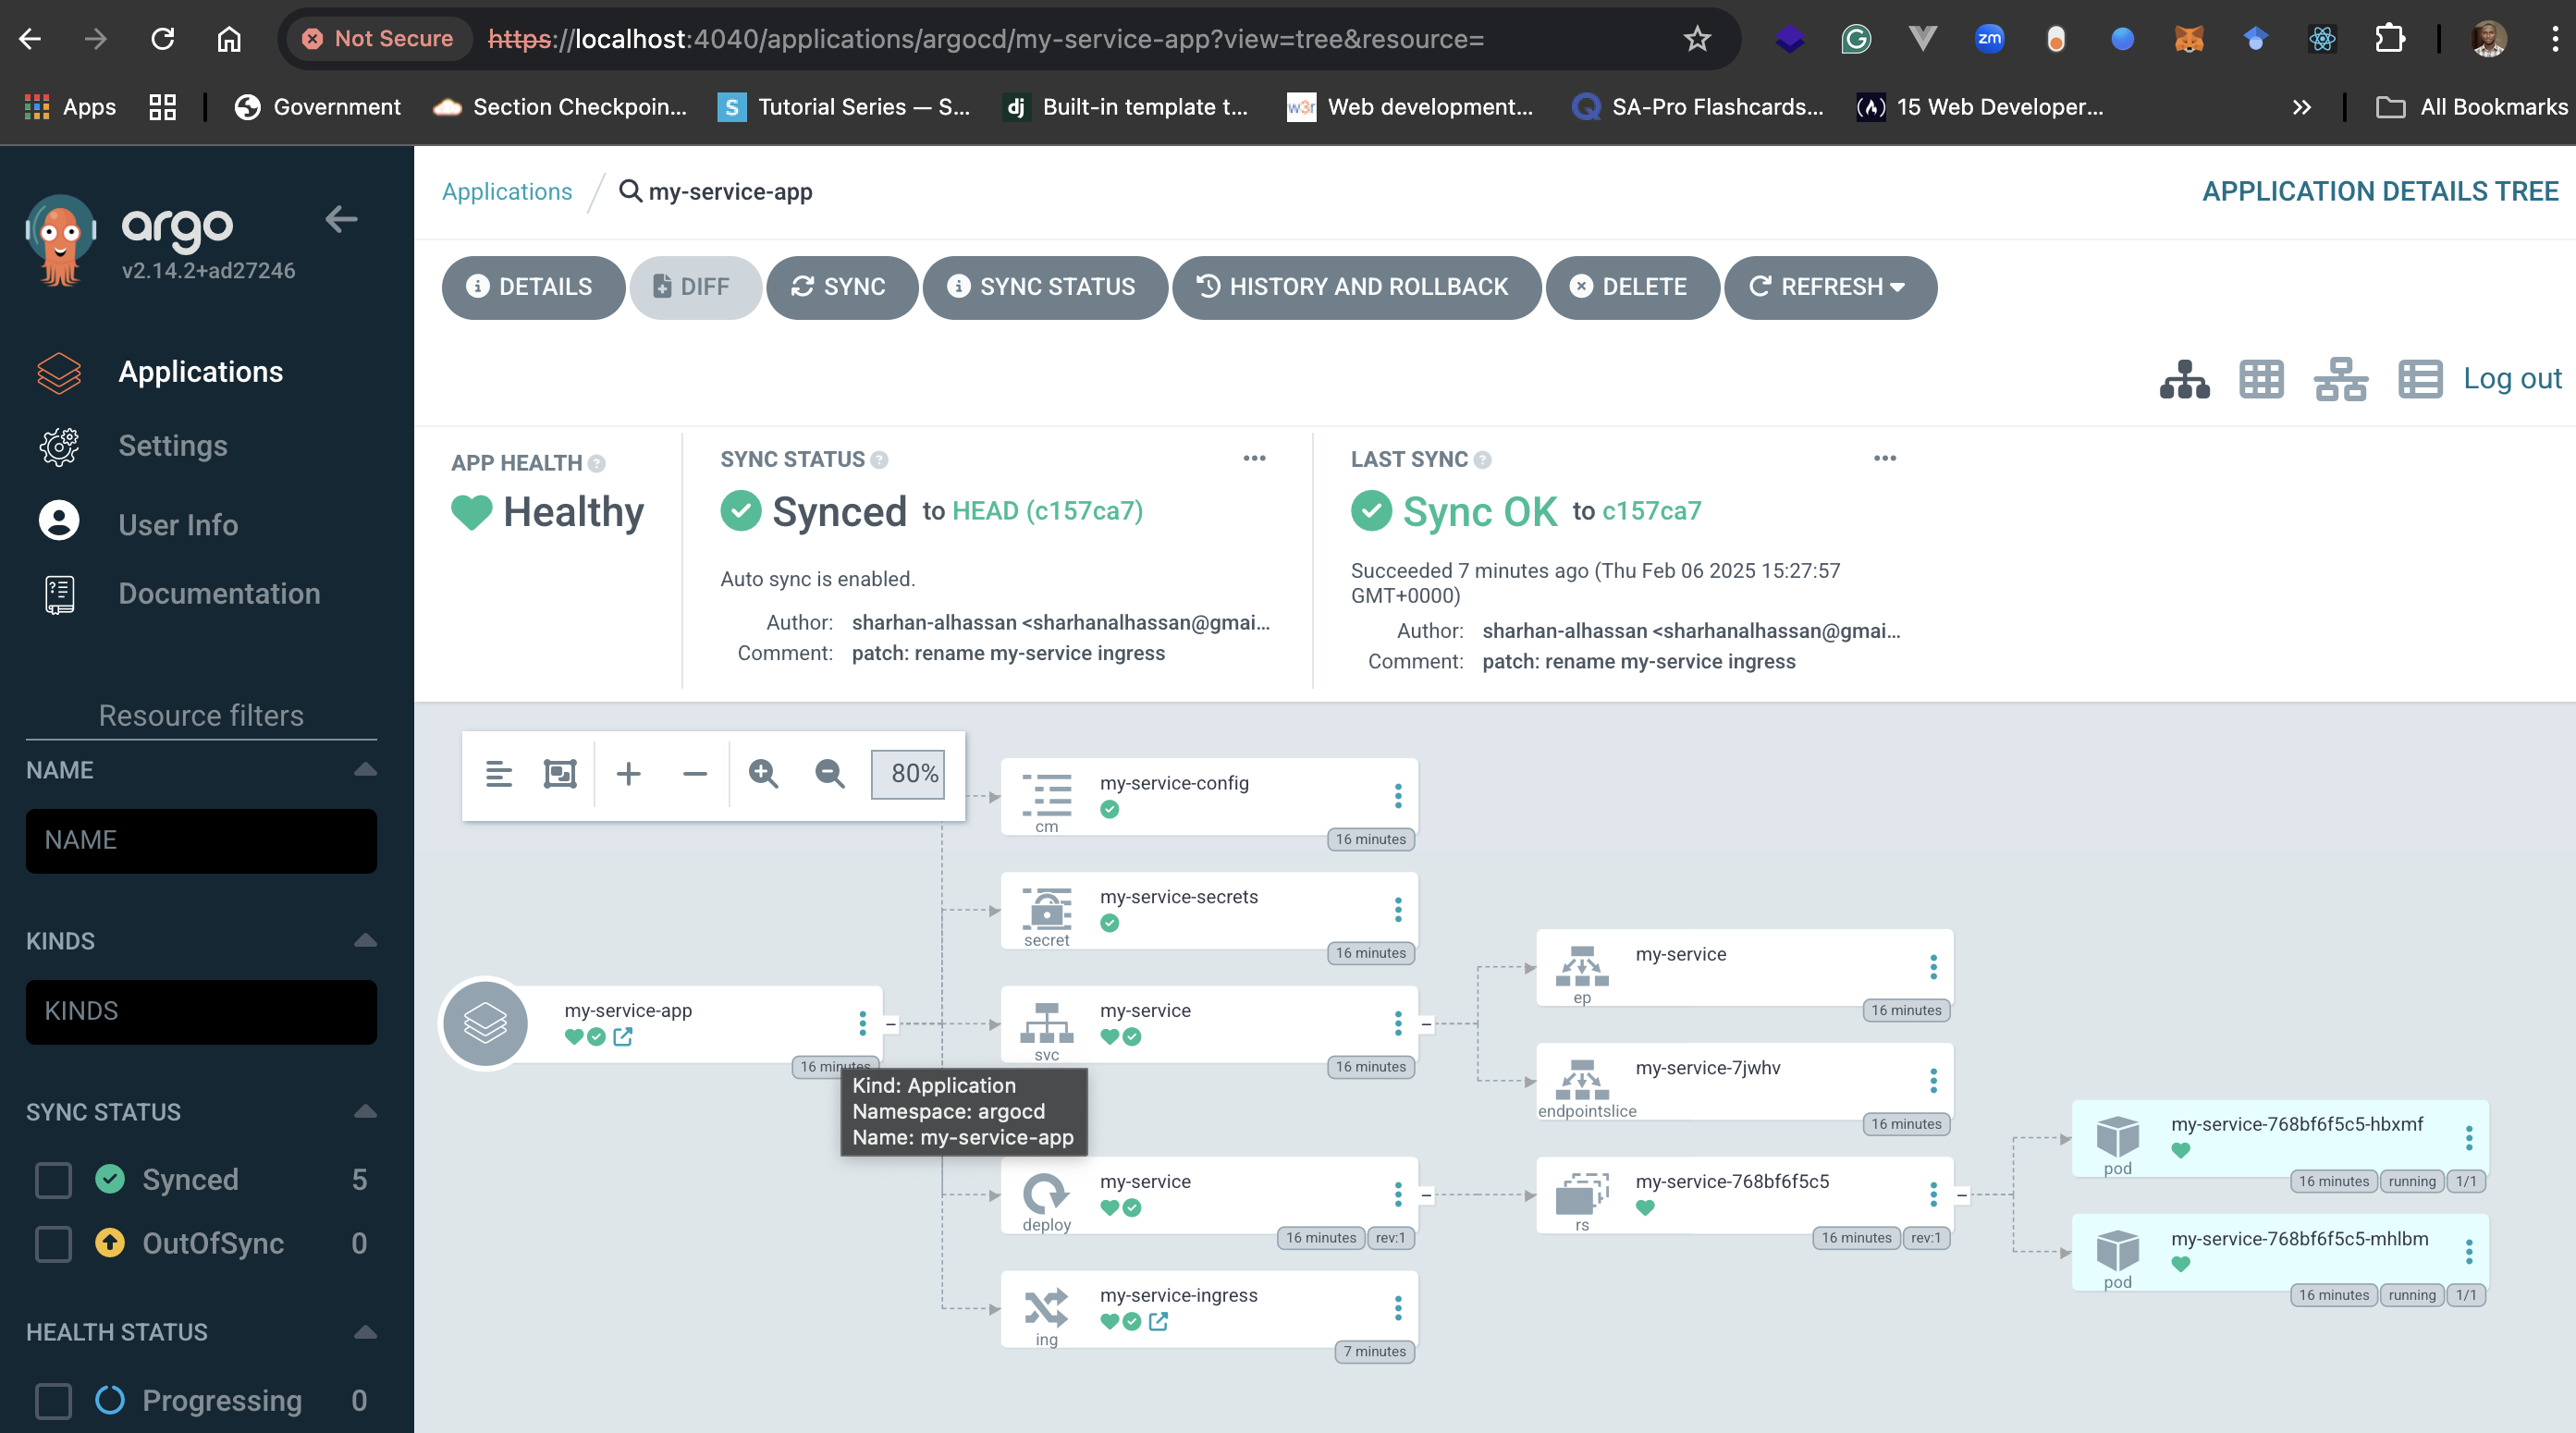 Not Secure
https://localhost:4040/applications/argocd/my-service-app?view=tree&resource=
zm
Apps
Government
Section Checkpoin...
S
Tutorial Series — S...
dj
Built-in template t...
w3r
Web development...
SA-Pro Flashcards...
15 Web Developer...
All Bookmarks
argo
v2.14.2+ad27246
Applications
Settings
User Info
Documentation
Resource filters
NAME
NAME
KINDS
KINDS
SYNC STATUS
Synced 5
OutOfSync 0
HEALTH STATUS
Progressing 0
Applications / my-service-app
APPLICATION DETAILS TREE
DETAILS
DIFF
SYNC
SYNC STATUS
HISTORY AND ROLLBACK
DELETE
REFRESH
Log out
APP HEALTH
Healthy
SYNC STATUS
Synced to HEAD (c157ca7)
Auto sync is enabled.
Author: sharhan-alhassan <sharhanalhassan@gmai...
Comment: patch: rename my-service ingress
LAST SYNC
Sync OK to c157ca7
Succeeded 7 minutes ago (Thu Feb 06 2025 15:27:57
GMT+0000)
Author: sharhan-alhassan <sharhanalhassan@gmai...
Comment: patch: rename my-service ingress
80%
my-service-app
16 minutes
Kind: Application
Namespace: argocd
Name: my-service-app
my-service-config
cm
16 minutes
my-service-secrets
secret
16 minutes
my-service
svc
16 minutes
my-service
deploy
16 minutes
rev:1
my-service-ingress
ing
7 minutes
my-service
ep
16 minutes
my-service-7jwhv
endpointslice
16 minutes
my-service-768bf6f5c5
rs
16 minutes
rev:1
my-service-768bf6f5c5-hbxmf
pod
16 minutes
running
1/1
my-service-768bf6f5c5-mhlbm
pod
16 minutes
running
1/1